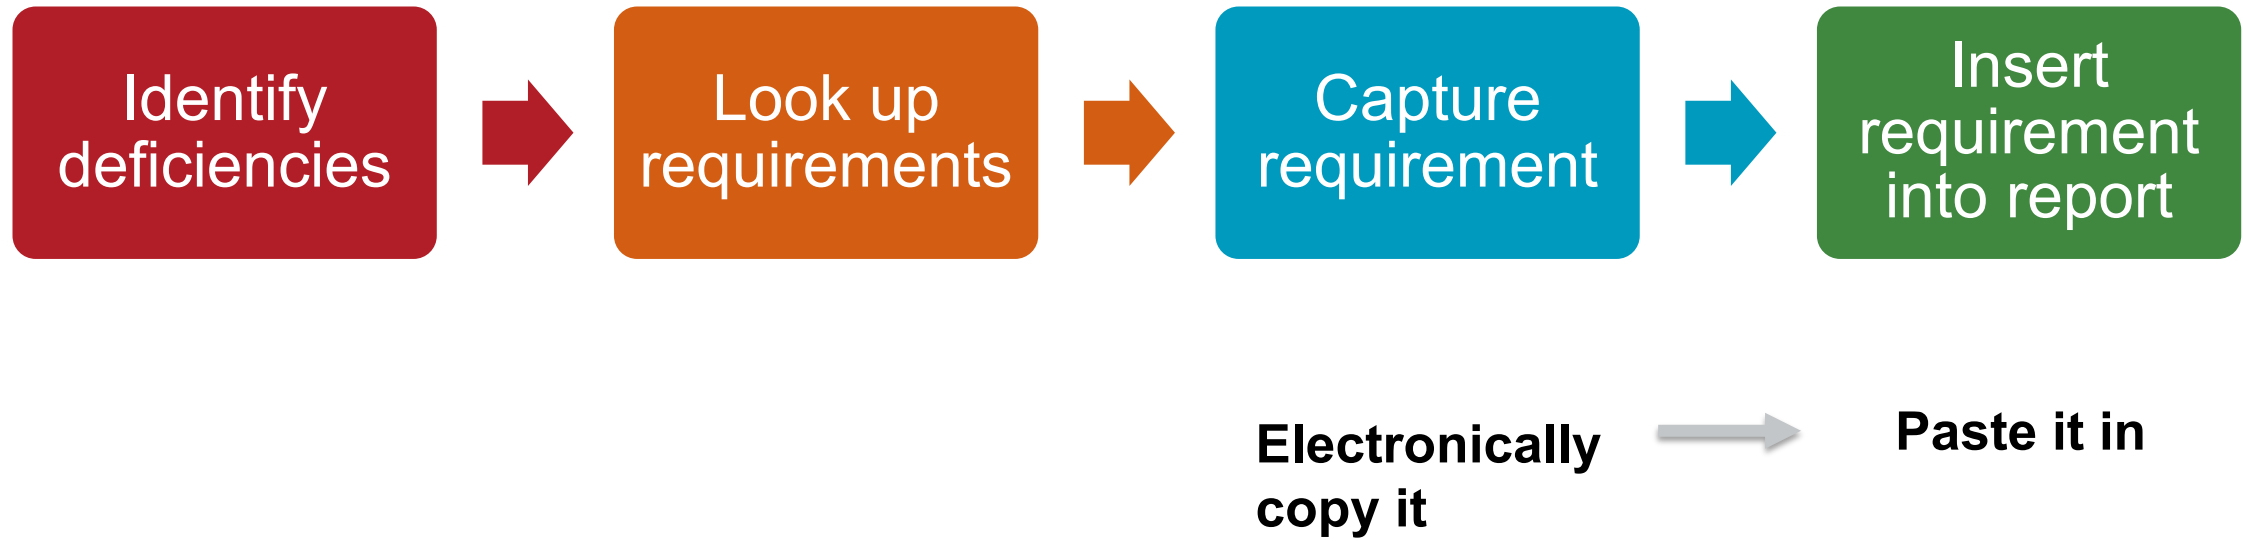 Identify
deficiencies
Look up
requirements
Capture
requirement
Insert
requirement
into report
Electronically
copy it
Paste it in